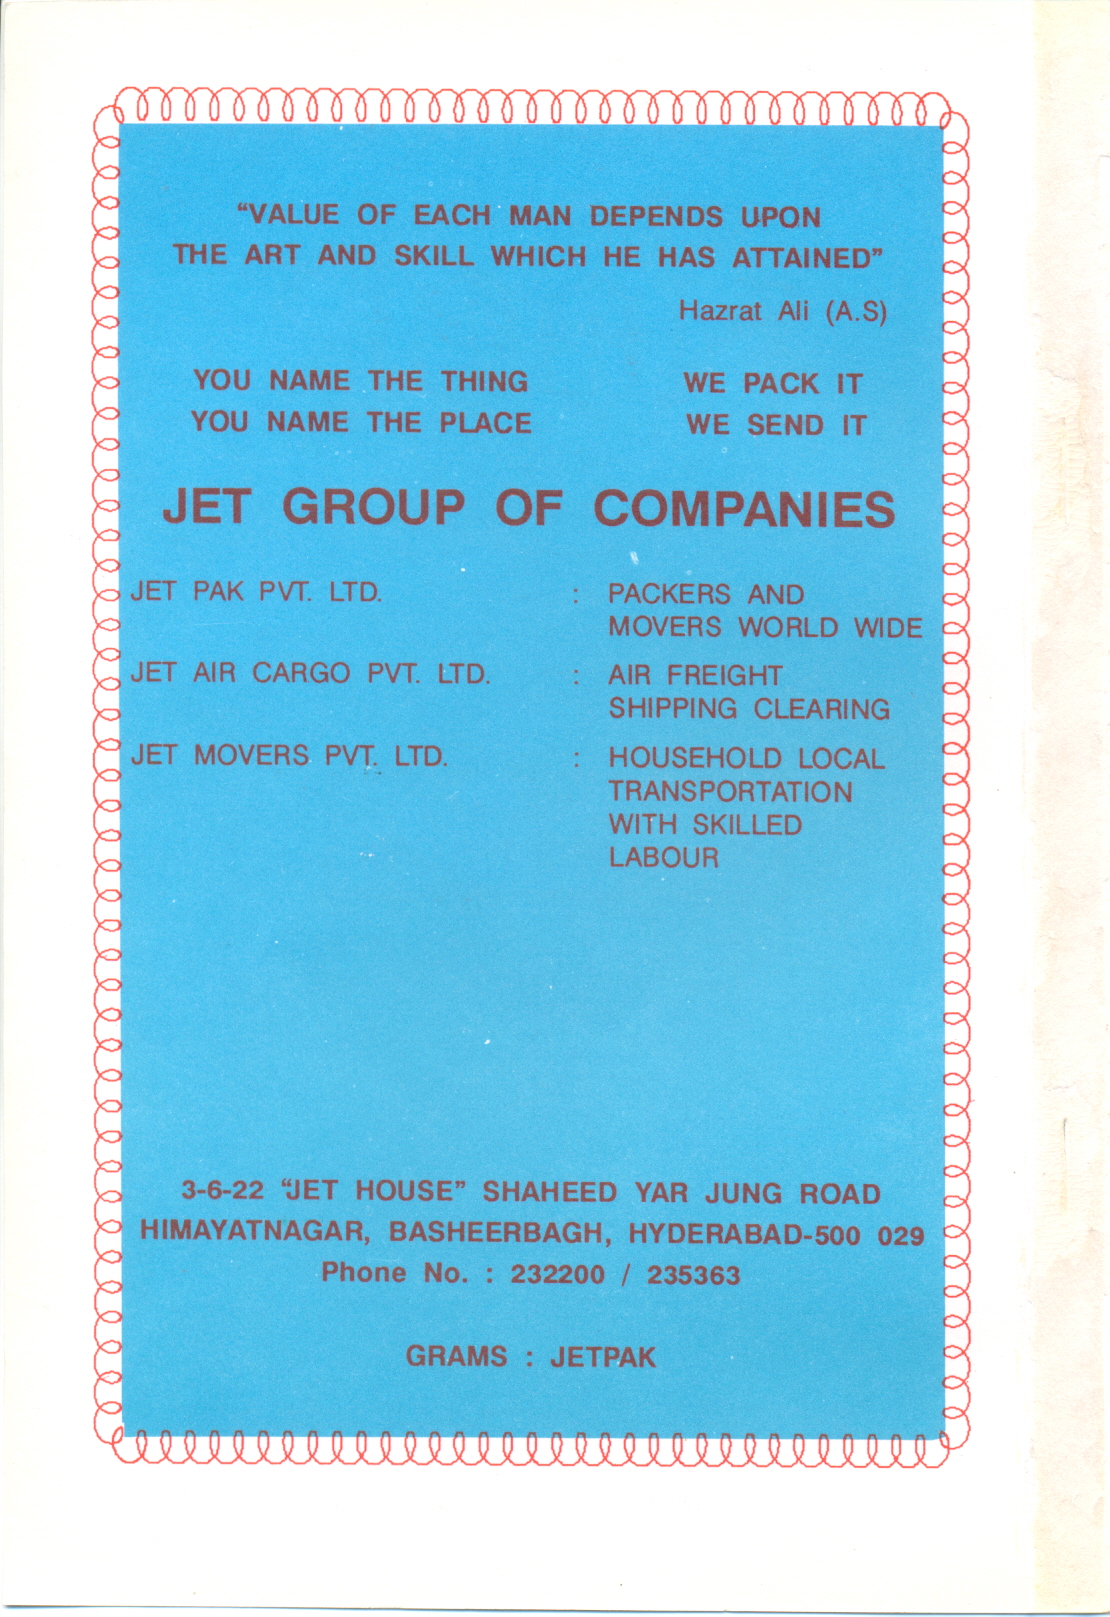 “VALUE OF EACH MAN DEPENDS UPON
THE ART AND SKILL WHICH HE HAS ATTAINED”
Hazrat Ali (A.S)
YOU NAME THE THING WE PACK IT
YOU NAME THE PLACE WE SEND IT
JET GROUP OF COMPANIES
JET PAK PVT. LTD. : PACKERS AND
MOVERS WORLD WIDE
JET AIR CARGO PVT. LTD. : AIR FREIGHT
SHIPPING CLEARING
JET MOVERS PVT. LTD. : HOUSEHOLD LOCAL
TRANSPORTATION
WITH SKILLED
LABOUR
3-6-22 “JET HOUSE” SHAHEED YAR JUNG ROAD
HIMAYATNAGAR, BASHEERBAGH, HYDERABAD-500 029
Phone No. : 232200 / 235363
GRAMS : JETPAK